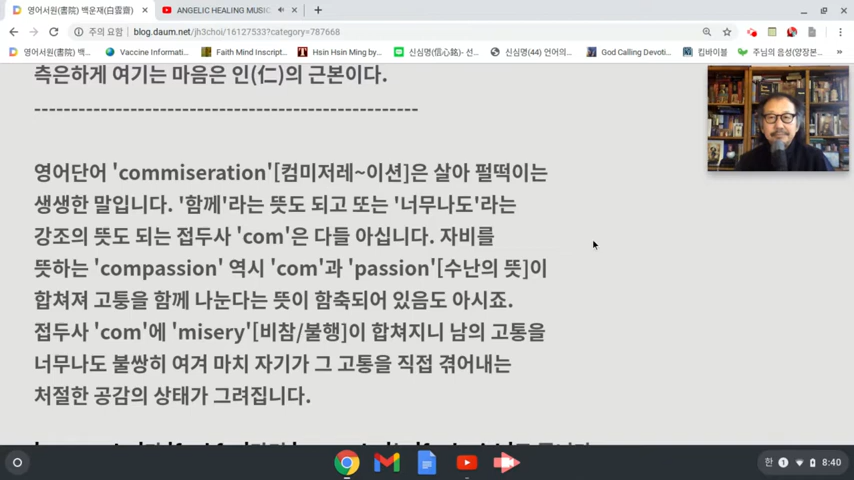 영어서원(書院) 백운재(白雲齋)
ANGELIC HEALING MUSIC
주의 요함
blog.daum.net/jh3choi/16127533?category=787668
영어서원(書院) 백운재
Vaccine Informati...
Faith Mind Inscript...
Hsin Hsin Ming by...
신심명(信心銘)-...
신심명(44) 언어의...
God Calling Devoti...
킵바이블
주님의 음성(양장본...
측은하게 여기는 마음은 인(仁)의 근본이다.
영어단어 'commiseration'[컴미저레~이션]은 살아 펄떡이는
생생한 말입니다. '함께'라는 뜻도 되고 또는 '너무나도'라는
강조의 뜻도 되는 접두사 'com'은 다들 아십니다. 자비를
뜻하는 'compassion' 역시 'com'과 'passion'[수난의 뜻]이
합쳐져 고통을 함께 나눈다는 뜻이 함축되어 있음도 아시죠.
접두사 'com'에 'misery'[비참/불행]이 합쳐지니 남의 고통을
너무나도 불쌍히 여겨 마치 자기가 그 고통을 직접 겪어내는
처절한 공감의 상태가 그려집니다.
한
1
8:40